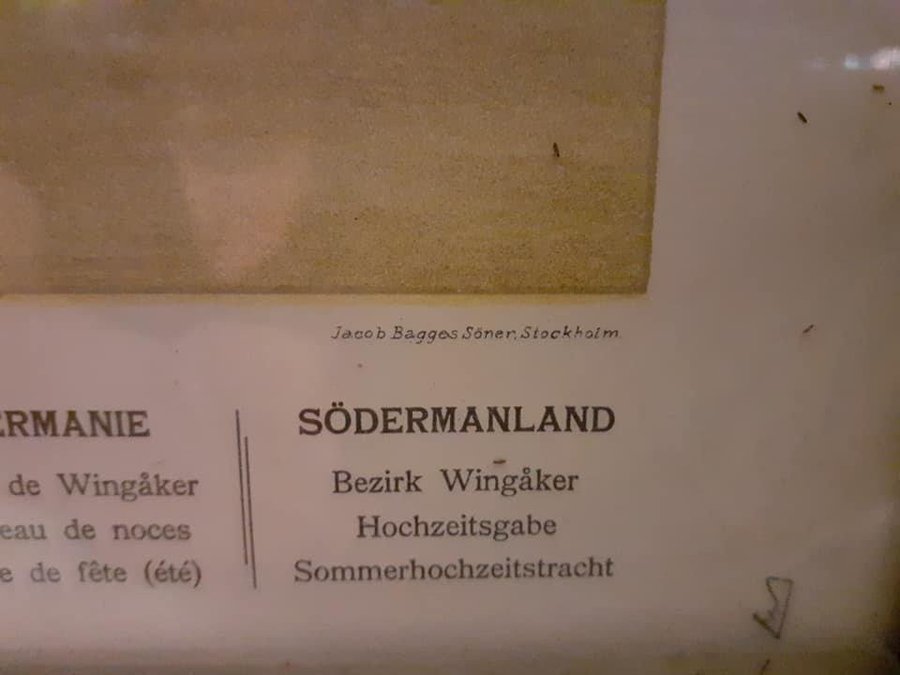 Jacob Bagges Söner, Stockholm
ERMANIE
de Wingåker
eau de noces
e de fête (été)
SÖDERMANLAND
Bezirk Wingåker
Hochzeitsgabe
Sommerhochzeitstracht